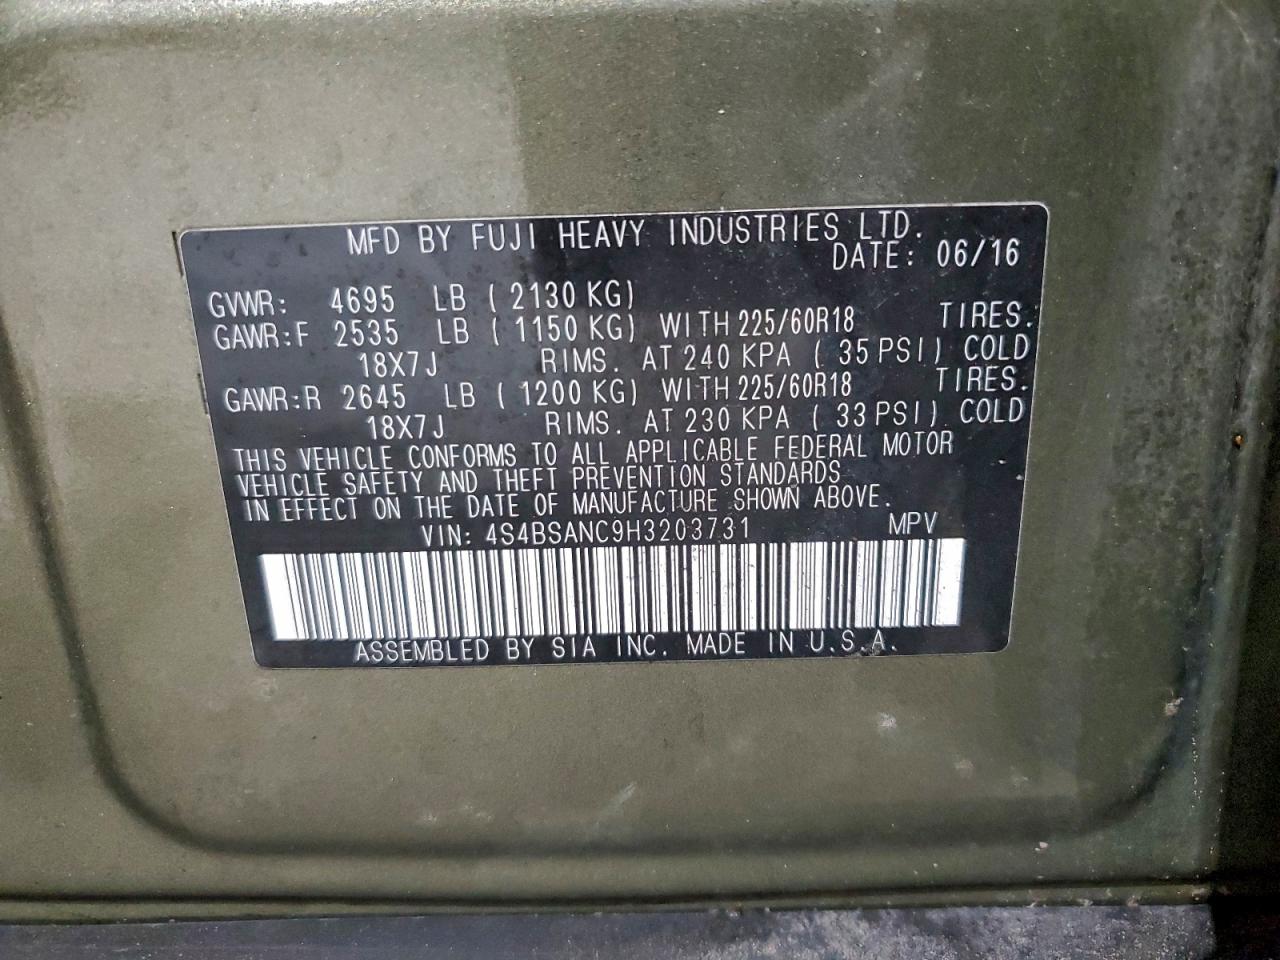 MFD BY FUJI HEAVY INDUSTRIES LTD.
DATE: 06/16
GVWR: 4695 LB ( 2130 KG)
GAWR:F 2535 LB ( 1150 KG) WITH 225/60R18 TIRES.
18X7J RIMS. AT 240 KPA ( 35 PSI) COLD
GAWR:R 2645 LB ( 1200 KG) WITH 225/60R18 TIRES.
18X7J RIMS. AT 230 KPA ( 33 PSI) COLD
THIS VEHICLE CONFORMS TO ALL APPLICABLE FEDERAL MOTOR
VEHICLE SAFETY AND THEFT PREVENTION STANDARDS
IN EFFECT ON THE DATE OF MANUFACTURE SHOWN ABOVE.
VIN: 4S4BSANC9H3203731 MPV
ASSEMBLED BY SIA INC. MADE IN U.S.A.